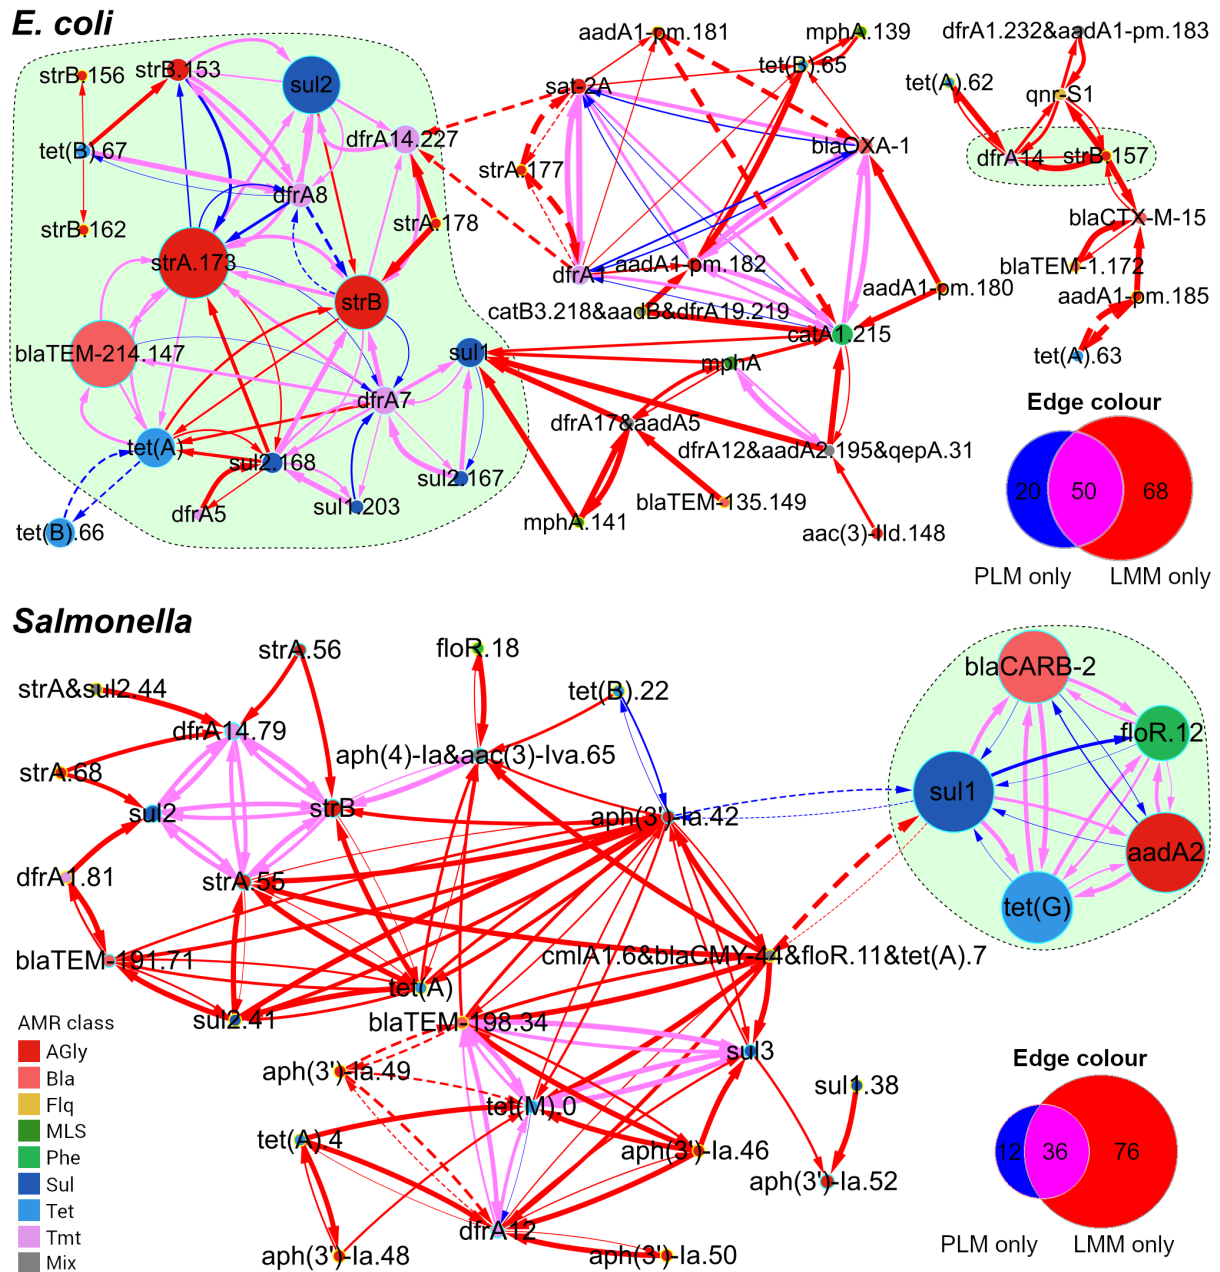 E. coli
aadA1-pm.181
mphA.139
dfrA1.232&aadA1-pm.183
strB.156
strB.153
sul2
sat-2A
tet(B).65
tet(A).62
qnr-S1
tet(B).67
dfrA14.227
blaOXA-1
dfrA14
strB.157
strA.177
dfrA8
strB.162
strA.178
blaCTX-M-15
strA.173
dfrA1
aadA1-pm.182
blaTEM-1.172
strB
aadA1-pm.180
aadA1-pm.185
catB3.218&aadB&dfrA19.219
catA1.215
blaTEM-214.147
sul1
mphA
tet(A).63
dfrA7
dfrA17&aadA5
dfrA12&aadA2.195&qepA.31
tet(A)
sul2.168
sul2.167
sul1.203
dfrA5
tet(B).66
mphA.141
blaTEM-135.149
aac(3)-IId.148
Edge colour
20 50 68
PLM only LMM only
Salmonella
strA.56
floR.18
blaCARB-2
strA&sul2.44
tet(B).22
dfrA14.79
floR.12
aph(4)-Ia&aac(3)-Iva.65
strA.68
sul1
sul2
strB
aph(3')-Ia.42
aadA2
dfrA1.81
strA.55
tet(G)
blaTEM-191.71
cmlA1.6&blaCMY-44&floR.11&tet(A).7
tet(A)
sul2.41
blaTEM-198.34
sul3
aph(3')-Ia.49
sul1.38
tet(M).0
tet(A).4
aph(3')-Ia.46
aph(3')-Ia.52
dfrA12
aph(3')-Ia.48
aph(3')-Ia.50
AMR class
AGly
Bla
Flq
MLS
Phe
Sul
Tet
Tmt
Mix
Edge colour
12 36 76
PLM only LMM only